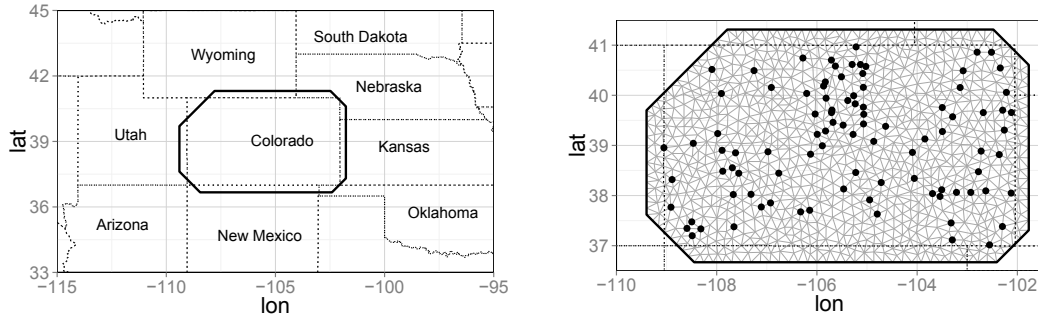 lat
45
42
39
36
33
Wyoming
South Dakota
Nebraska
Utah
Colorado
Kansas
Arizona
New Mexico
Oklahoma
−115
−110
−105
−100
−95
lon
lat
41
40
39
38
37
−110
−108
−106
−104
−102
lon